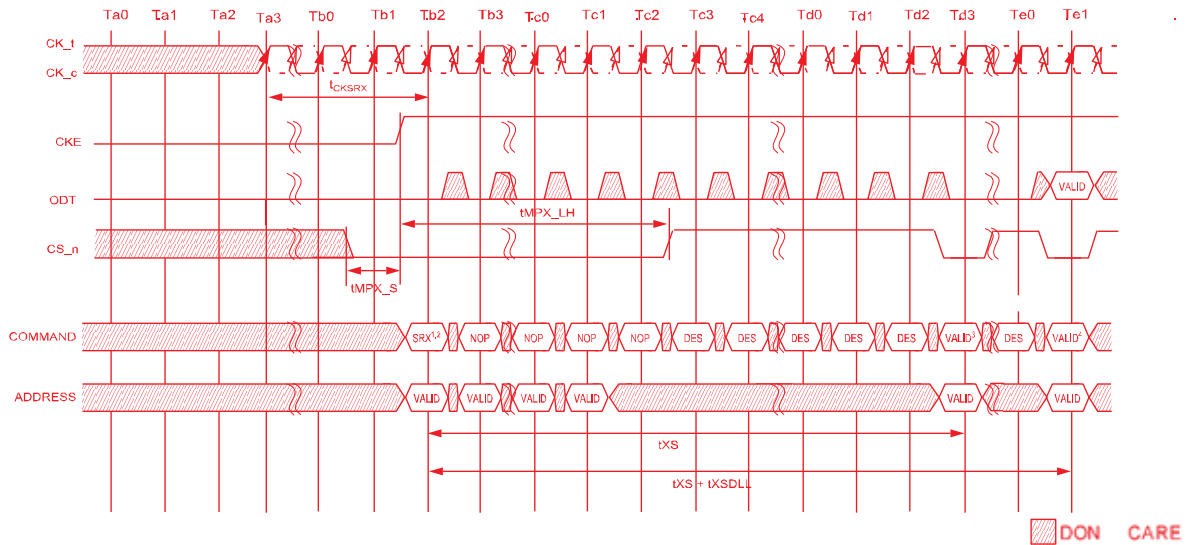 Ta0 Ta1 Ta2 Ta3 Tb0 Tb1 Tb2 Tb3 Tc0 Tc1 Tc2 Tc3 Tc4 Td0 Td1 Td2 Td3 Te0 Te1
CK_t
CK_c
tCKSRX
CKE
ODT
VALID
tMPX_LH
CS_n
tMPX_S
COMMAND SRX1,2 NOP NOP NOP NOP DES DES DES DES DES VALID3 DES VALID4
ADDRESS VALID VALID VALID VALID VALID VALID
tXS
tXS + tXSDLL
DON CARE